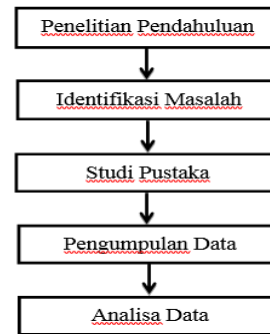 Penelitian Pendahuluan
Identifikasi Masalah
Studi Pustaka
Pengumpulan Data
Analisa Data